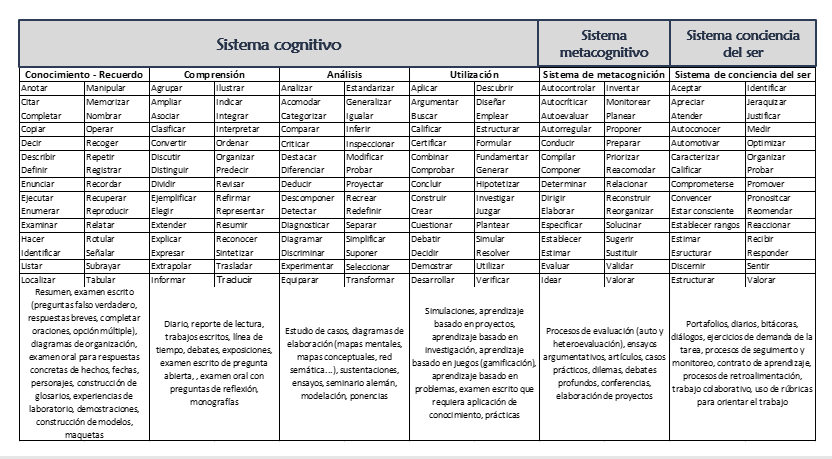 Sistema cognitivo
Sistema
metacognitivo
Sistema conciencia
del ser
Conocimiento - Recuerdo Comprensión Análisis Utilización Sistema de metacognición Sistema de conciencia del ser
Anotar Manipular Agrupar Ilustrar Analizar Estandarizar Aplicar Descubrir Autocontrolar Inventar Aceptar Identificar
Citar Memorizar Ampliar Indicar Acomodar Generalizar Argumentar Diseñar Autocríticar Monitorear Apreciar Jeraquizar
Completar Nombrar Asociar Integrar Categorizar Igualar Buscar Emplear Autoevaluar Planear Atender Justificar
Copiar Operar Clasificar Interpretar Comparar Inferir Calificar Estructurar Autorregular Proponer Autoconocer Medir
Decir Recoger Convertir Ordenar Criticar Inspeccionar Certificar Formular Conducir Preparar Automotivar Optimizar
Describir Repetir Discutir Organizar Destacar Modificar Combinar Fundamentar Compilar Priorizar Caracterizar Organizar
Definir Registrar Distinguir Predecir Diferenciar Probar Comprobar Generar Componer Reacomodar Calificar Probar
Enunciar Recordar Dividir Revisar Deducir Proyectar Concluir Hipotetizar Determinar Relacionar Comprometerse Promover
Ejecutar Recuperar Ejemplificar Refirmar Descomponer Recrear Construir Investigar Dirigir Reconstruir Convencer Pronositcar
Enumerar Reproducir Elegir Representar Detectar Redefinir Crear Juzgar Elaborar Reorganizar Estar consciente Reomendar
Examinar Relatar Extender Resumir Diagnosticar Separar Cuestionar Plantear Especificar Solucinar Establecer rangos Reaccionar
Hacer Rotular Explicar Reconocer Diagramar Simplificar Debatir Simular Establecer Sugerir Estimar Recibir
Identificar Señalar Expresar Sintetizar Discriminar Suponer Decidir Resolver Estimar Sustituir Esructurar Responder
Listar Subrayar Extrapolar Trasladar Experimentar Seleccionar Demostrar Utilizar Evaluar Validar Discernir Sentir
Localizar Tabular Informar Traducir Equiparar Transformar Desarrollar Verificar Idear Valorar Estructurar Valorar
Resumen, examen escrito
(preguntas falso verdadero,
respuestas breves, completar
oraciones, opción múltiple),
diagramas de organización,
examen oral para respuestas
concretas de hechos, fechas,
personajes, construcción de
glosarios, experiencias de
laboratorio, demostraciones,
construcción de modelos,
maquetas
Diario, reporte de lectura,
trabajos escritos, línea de
tiempo, debates, exposiciones,
examen escrito de pregunta
abierta, , examen oral con
preguntas de reflexión,
monografías
Estudio de casos, diagramas de
elaboración (mapas mentales,
mapas conceptuales, red
semática...), sustentaciones,
ensayos, seminario alemán,
modelación, ponencias
Simulaciones, aprendizaje
basado en proyectos,
aprendizaje basado en
investigación, aprendizaje
basado en juegos (gamificación),
aprendizaje basado en
problemas, examen escrito que
requiera aplicación de
conocimiento, prácticas
Procesos de evaluación (auto y
heteroevaluación), ensayos
argumentativos, artículos, casos
prácticos, dilemas, debates
profundos, conferencias,
elaboración de proyectos
Portafolios, diarios, bitácoras,
diálogos, ejercicios de demanda de la
tarea, procesos de seguimento y
monitoreo, contrato de aprendizaje,
procesos de retroalimentación,
trabajo colaborativo, uso de rúbricas
para orientar el trabajo